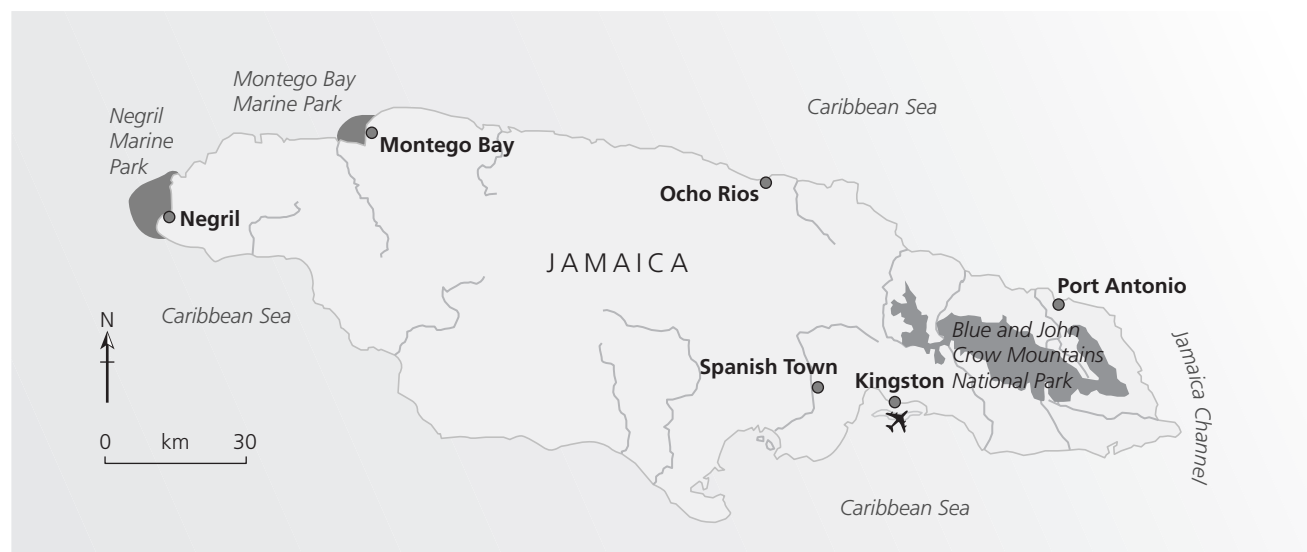 Montego Bay
Marine Park
Negril
Marine
Park
Caribbean Sea
Montego Bay
Ocho Rios
Negril
JAMAICA
Port Antonio
Caribbean Sea
N
Blue and John
Crow Mountains
National Park
Jamaica Channel
Spanish Town
Kingston
0 km 30
Caribbean Sea